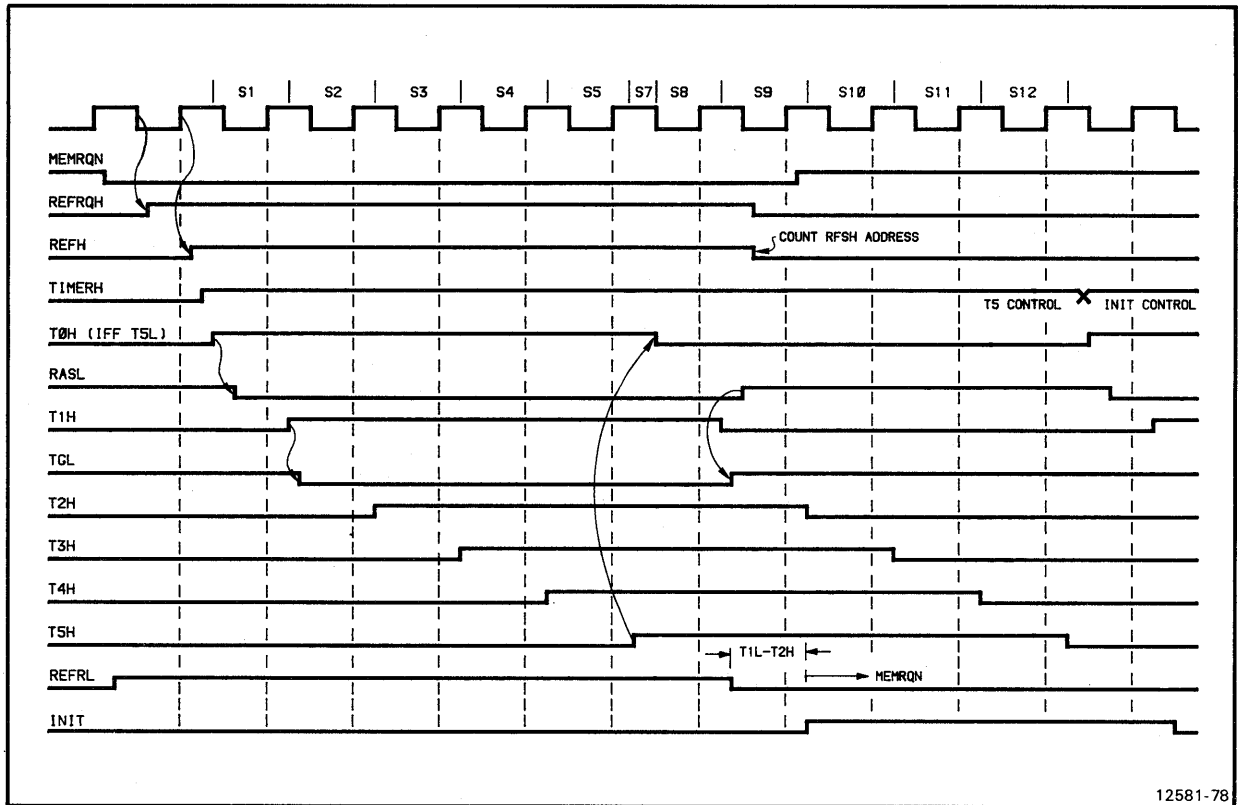 S1 S2 S3 S4 S5 S7 S8 S9 S10 S11 S12
MEMRQN
REFRQH
COUNT RFSH ADDRESS
REFH
TIMERH
T5 CONTROL INIT CONTROL
T0H (IFF T5L)
RASL
T1H
TGL
T2H
T3H
T4H
T5H
T1L-T2H
REFRL
MEMRQN
INIT
12581-78